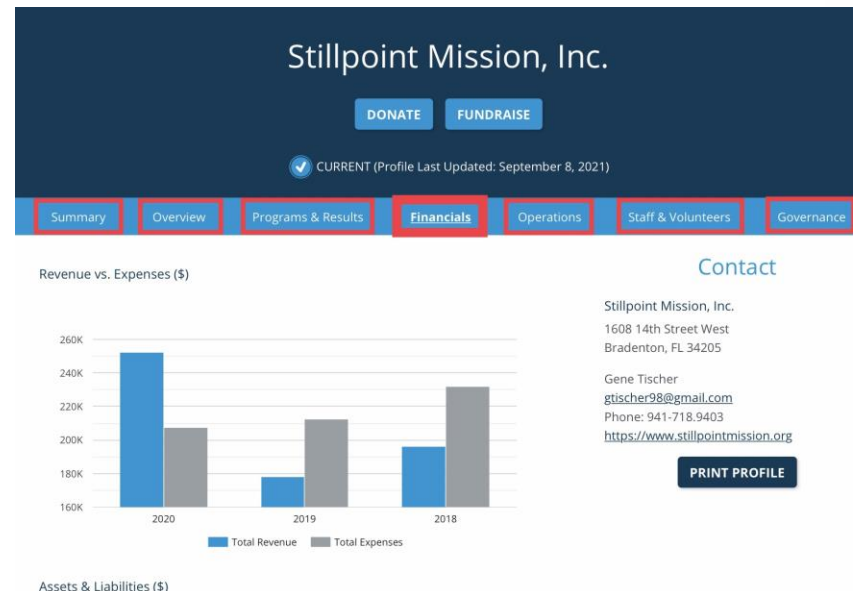 Stillpoint Mission, Inc.
DONATE FUNDRAISE
CURRENT (Profile Last Updated: September 8, 2021)
Summary Overview Programs & Results Financials Operations Staff & Volunteers Governance
Revenue vs. Expenses ($)
260K
240K
220K
200K
180K
160K
2020 2019 2018
Total Revenue Total Expenses
Assets & Liabilities ($)
Contact
Stillpoint Mission, Inc.
1608 14th Street West
Bradenton, FL 34205
Gene Tischer
gtischer98@gmail.com
Phone: 941-718.9403
https://www.stillpointmission.org
PRINT PROFILE